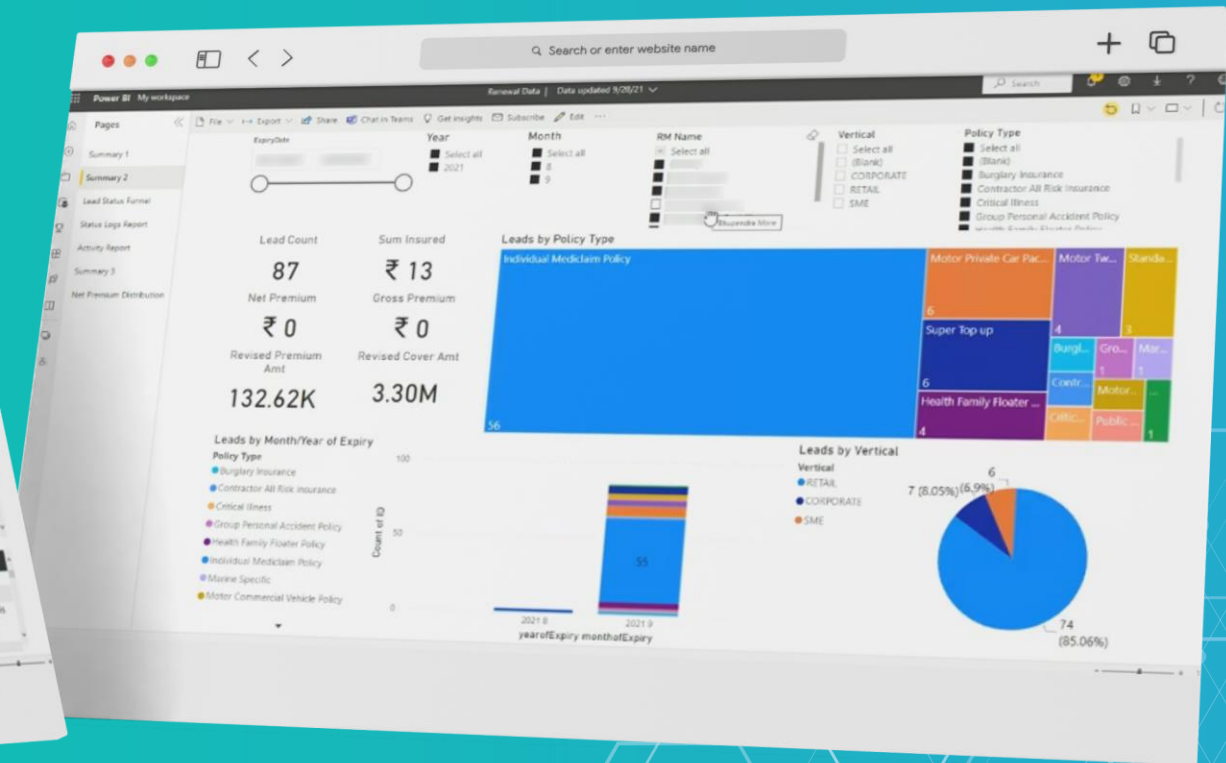 Search or enter website name
Power BI My workspace
Renewal Data | Data updated 9/28/21
Search
Pages
File Export Share Chat in Teams Get insights Subscribe Edit ...
Summary 1
Summary 2
Lead Status Funnel
Status Logs Report
Activity Report
Summary 3
Net Premium Distribution
ExpiryDate
Year
Select all
2021
Month
Select all
8
9
RM Name
Select all
Bhupendra More
Vertical
Select all
(Blank)
CORPORATE
RETAIL
SME
Policy Type
Select all
(Blank)
Burglary Insurance
Contractor All Risk Insurance
Critical Illness
Group Personal Accident Policy
Health Family Floater Policy
Lead Count
87
Sum Insured
₹ 13
Net Premium
₹ 0
Gross Premium
₹ 0
Revised Premium
Amt
132.62K
Revised Cover Amt
3.30M
Leads by Policy Type
Individual Mediclaim Policy
56
Motor Private Car Pac...
6
Super Top up
6
Health Family Floater ...
4
Motor Tw...
4
Standa...
3
Burgl...
Gro...
1
Mar...
1
Contr...
Motor...
...
Critic...
Public ...
1
Leads by Month/Year of Expiry
Policy Type
Burglary Insurance
Contractor All Risk Insurance
Critical Illness
Group Personal Accident Policy
Health Family Floater Policy
Individual Mediclaim Policy
Marine Specific
Motor Commercial Vehicle Policy
Count of IQ
100
50
0
55
2021 8
2021 9
yearofExpiry monthofExpiry
Leads by Vertical
Vertical
RETAIL
CORPORATE
SME
6
(6.9%)
7 (8.05%)
74
(85.06%)